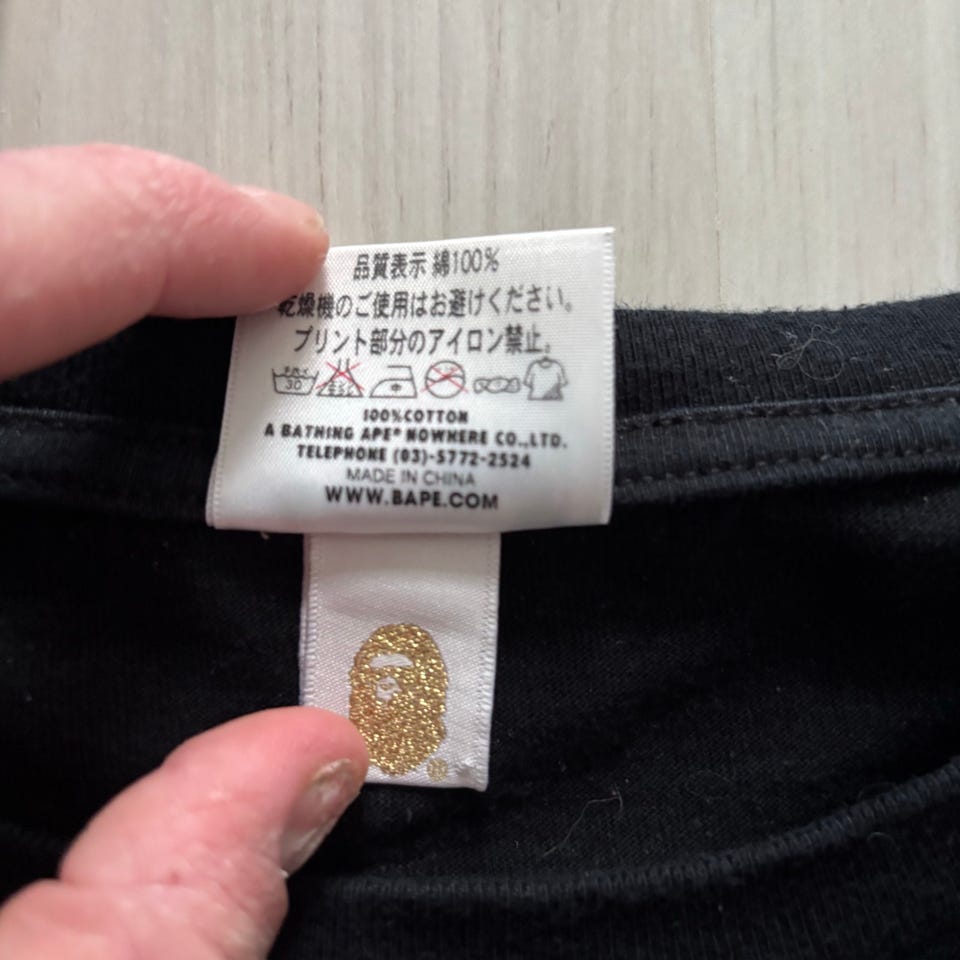 品質表示 綿100%
乾燥機のご使用はお避けください。
プリント部分のアイロン禁止。
30
100%COTTON
A BATHING APE® NOWHERE CO.,LTD.
TELEPHONE (03)-5772-2524
MADE IN CHINA
WWW.BAPE.COM